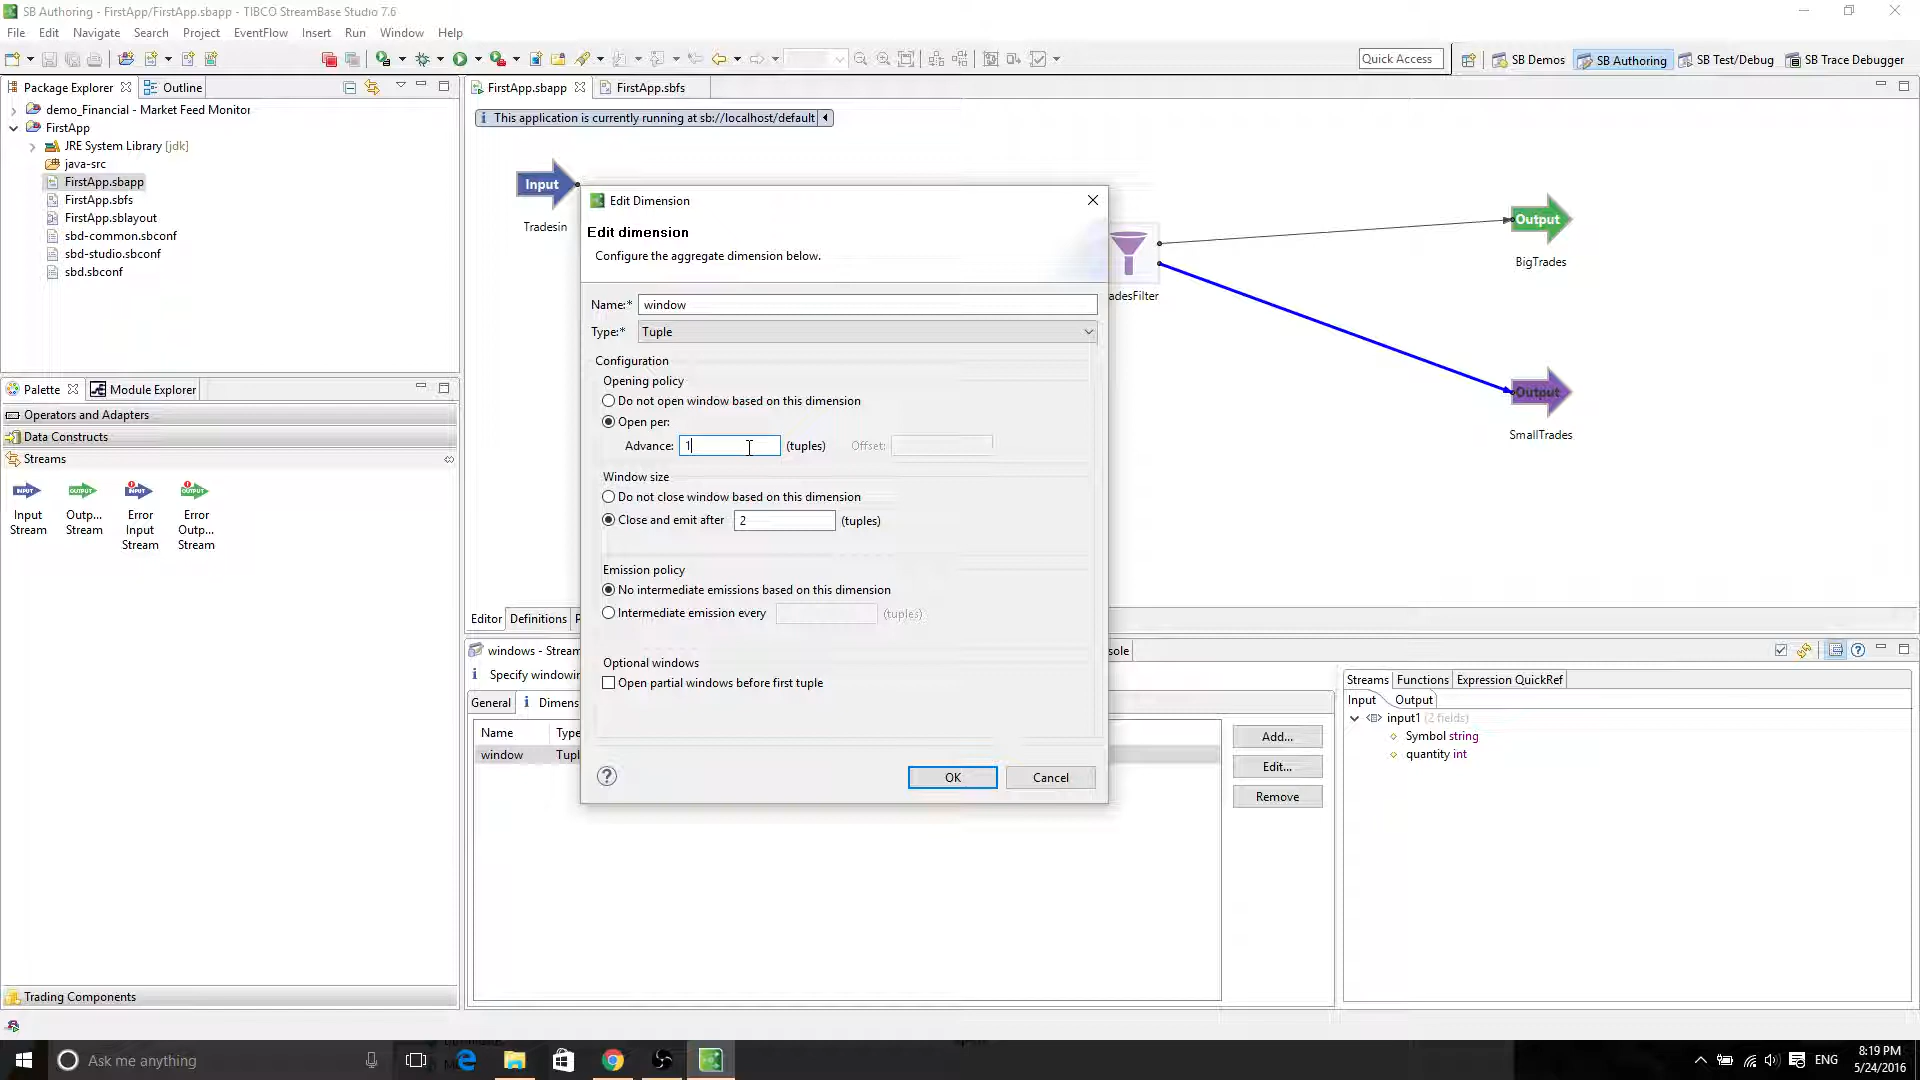 SB Authoring - FirstApp/FirstApp.sbapp - TIBCO StreamBase Studio 7.6
File Edit Navigate Search Project EventFlow Insert Run Window Help
Quick Access SB Demos SB Authoring SB Test/Debug SB Trace Debugger
Package Explorer Outline
demo_Financial - Market Feed Monitor
FirstApp
JRE System Library [jdk]
java-src
FirstApp.sbapp
FirstApp.sbfs
FirstApp.sblayout
sbd-common.sbconf
sbd-studio.sbconf
sbd.sbconf
Palette Module Explorer
Operators and Adapters
Data Constructs
Streams
Input Stream
Outp... Stream
Error Input Stream
Error Outp... Stream
Trading Components
FirstApp.sbapp FirstApp.sbfs
This application is currently running at sb://localhost/default
Input
Tradesin
adesFilter
Output
BigTrades
Output
SmallTrades
Edit Dimension
Edit dimension
Configure the aggregate dimension below.
Name:* window
Type:* Tuple
Configuration
Opening policy
Do not open window based on this dimension
Open per:
Advance: 1 (tuples) Offset:
Window size
Do not close window based on this dimension
Close and emit after 2 (tuples)
Emission policy
No intermediate emissions based on this dimension
Intermediate emission every (tuples)
Optional windows
Open partial windows before first tuple
? OK Cancel
Editor Definitions P
windows - Stream sole
Specify windowin
General Dimens
Name Type
window Tupl
Add...
Edit...
Remove
Streams Functions Expression QuickRef
Input Output
input1 (2 fields)
Symbol string
quantity int
Ask me anything
ENG
8:19 PM
5/24/2016